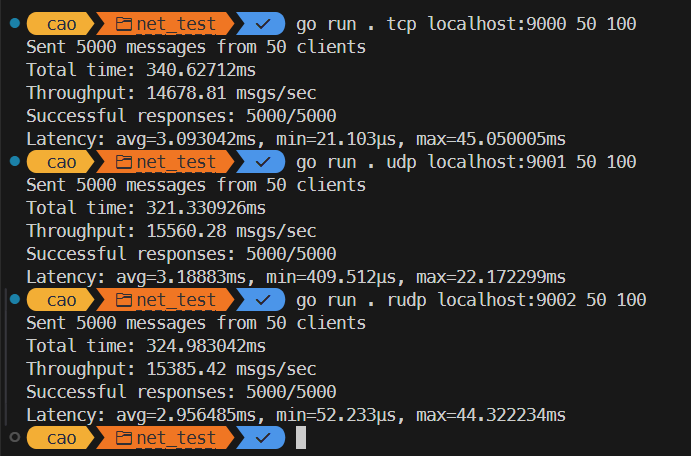 cao net_test ✓ go run . tcp localhost:9000 50 100
Sent 5000 messages from 50 clients
Total time: 340.62712ms
Throughput: 14678.81 msgs/sec
Successful responses: 5000/5000
Latency: avg=3.093042ms, min=21.103µs, max=45.050005ms
cao net_test ✓ go run . udp localhost:9001 50 100
Sent 5000 messages from 50 clients
Total time: 321.330926ms
Throughput: 15560.28 msgs/sec
Successful responses: 5000/5000
Latency: avg=3.18883ms, min=409.512µs, max=22.172299ms
cao net_test ✓ go run . rudp localhost:9002 50 100
Sent 5000 messages from 50 clients
Total time: 324.983042ms
Throughput: 15385.42 msgs/sec
Successful responses: 5000/5000
Latency: avg=2.956485ms, min=52.233µs, max=44.322234ms
cao net_test ✓